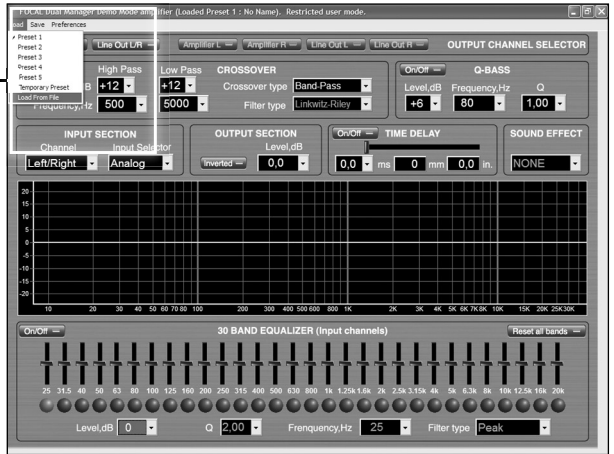 FOCAL Dual Manager Demo Mode amplifier (Loaded Preset 1 : No Name). Restricted user mode.
Load Save Preferences
✓ Preset 1
Preset 2
Preset 3
Preset 4
Preset 5
Temporary Preset
Load From File
Line Out L/R Amplifier L Amplifier R Line Out L Line Out R OUTPUT CHANNEL SELECTOR
High Pass Low Pass CROSSOVER On/Off Q-BASS
dB +12 +12 Crossover type Band-Pass Level,dB Frequency,Hz Q
Frequency,Hz 500 5000 Filter type Linkwitz-Riley +6 80 1,00
INPUT SECTION OUTPUT SECTION On/Off TIME DELAY SOUND EFFECT
Channel Input Selector Level,dB
Left/Right Analog Inverted 0,0 0,0 ms 0 mm 0,0 in. NONE
20
15
10
5
0
-5
-10
-15
-20
10 20 30 40 50 60 70 80 100 200 300 400 500 600 800 1K 2K 3K 4K 5K 6K 7K 8K 10K 15K 20K 25K 30K
On/Off 30 BAND EQUALIZER (Input channels) Reset all bands
25 31.5 40 50 63 80 100 125 160 200 250 315 400 500 630 800 1k 1.25k 1.6k 2k 2.5k 3.15k 4k 5k 6.3k 8k 10k 12.5k 16k 20k
Level,dB 0 Q 2,00 Frenquency,Hz 25 Filter type Peak